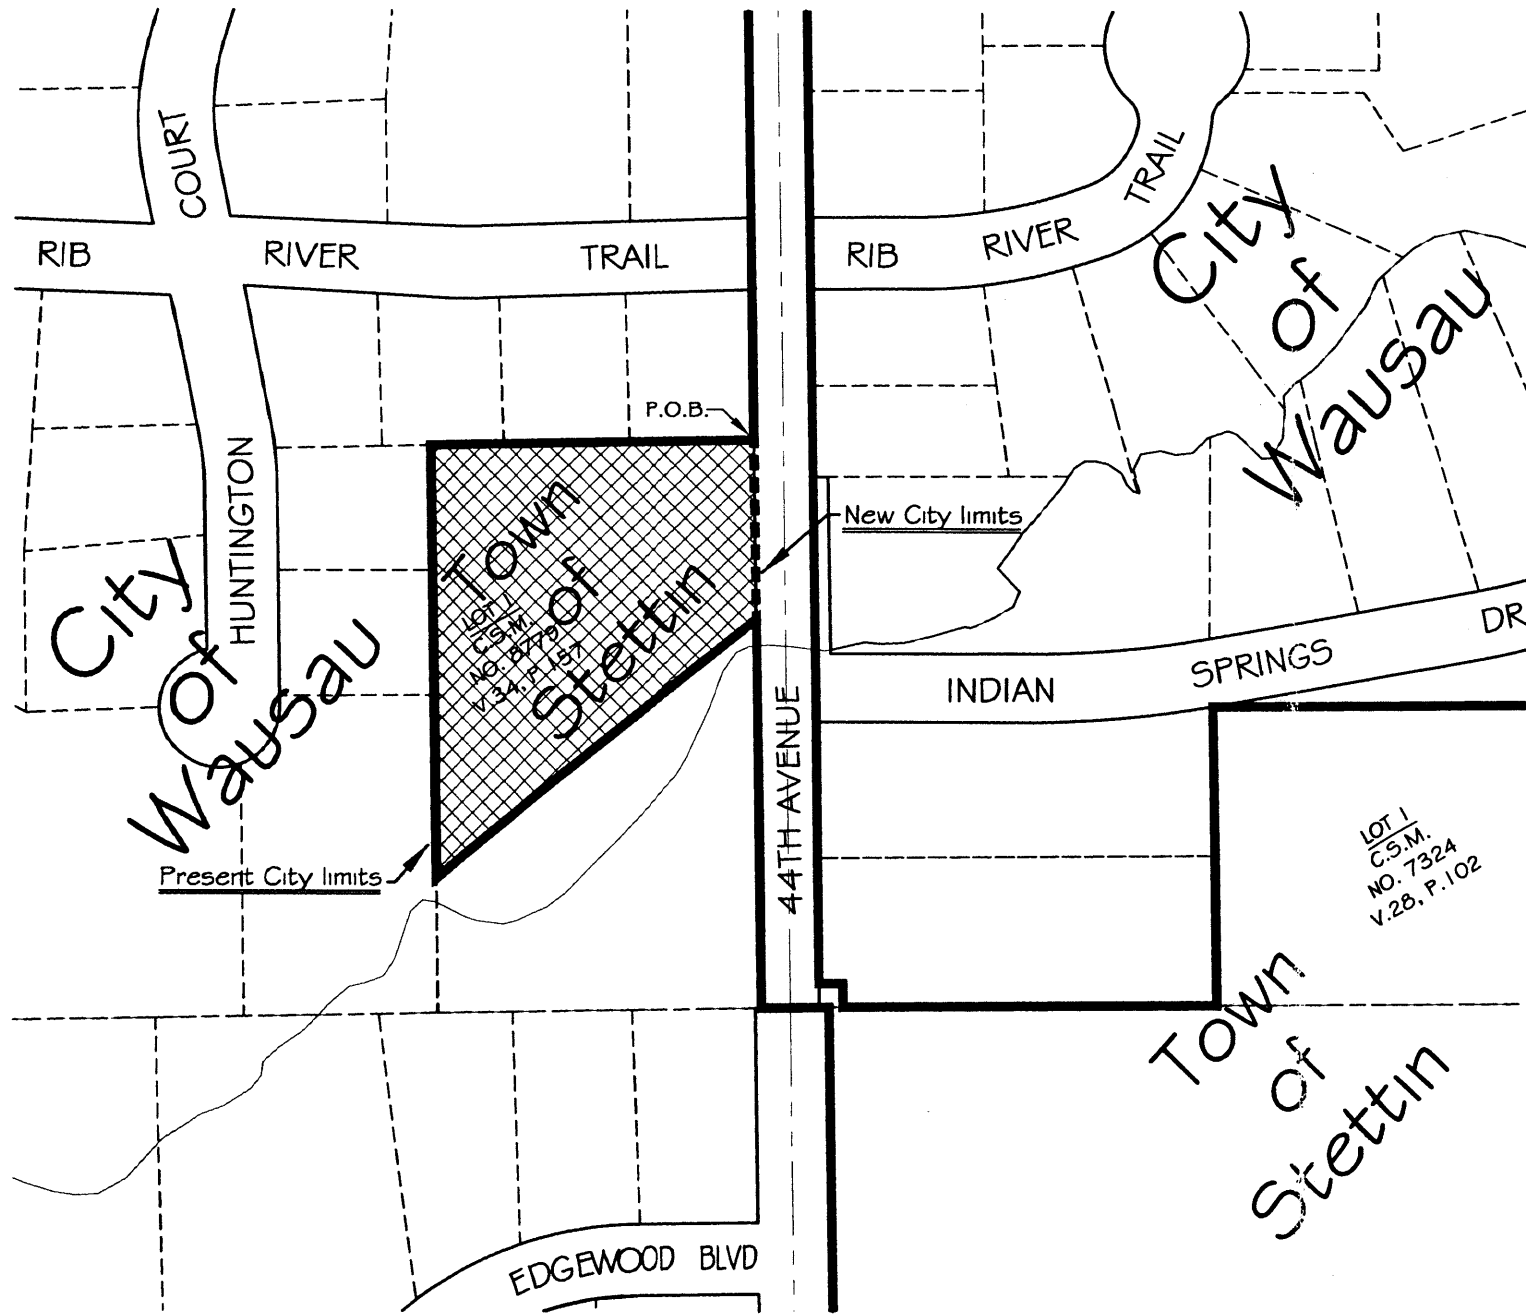 COURT
TRAIL
RIB RIVER TRAIL
RIB RIVER
City
of
Wausau
P.O.B.
New City limits
HUNTINGTON
City
of
Wausau
Town
of
Stettin
LOT 1
C.S.M.
NO. 8779
V.34, P.157
INDIAN SPRINGS DR
44TH AVENUE
Present City limits
LOT 1
C.S.M.
NO. 7324
V.28, P.102
Town
of
Stettin
EDGEWOOD BLVD